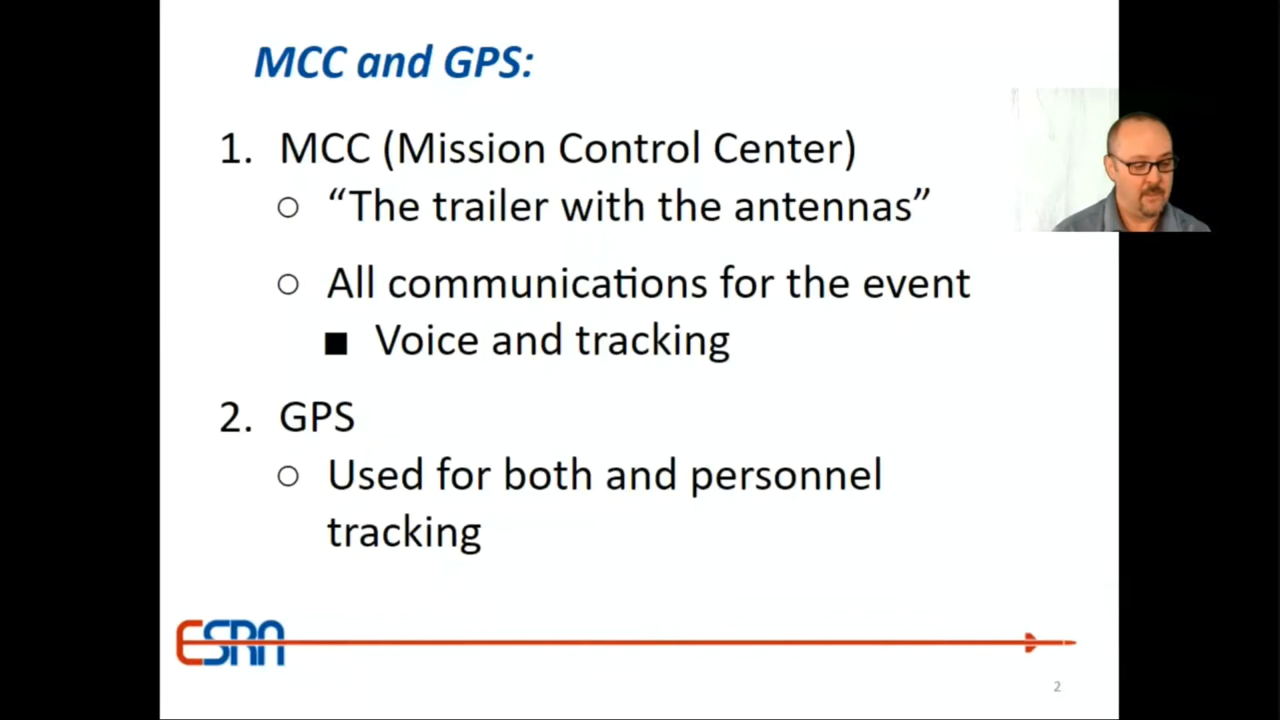 MCC and GPS:
1. MCC (Mission Control Center)
○ “The trailer with the antennas”
○ All communications for the event
■ Voice and tracking
2. GPS
○ Used for both and personnel
tracking
ESRA
2